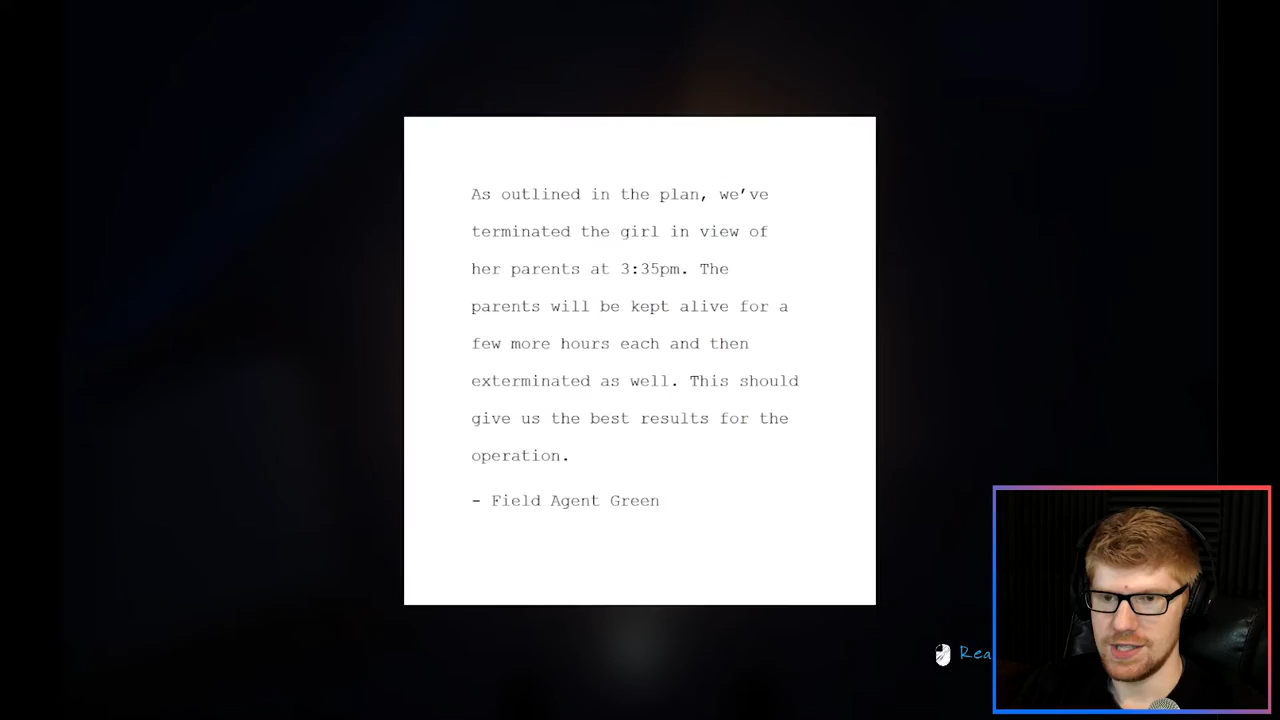 As outlined in the plan, we've
terminated the girl in view of
her parents at 3:35pm. The
parents will be kept alive for a
few more hours each and then
exterminated as well. This should
give us the best results for the
operation.
- Field Agent Green